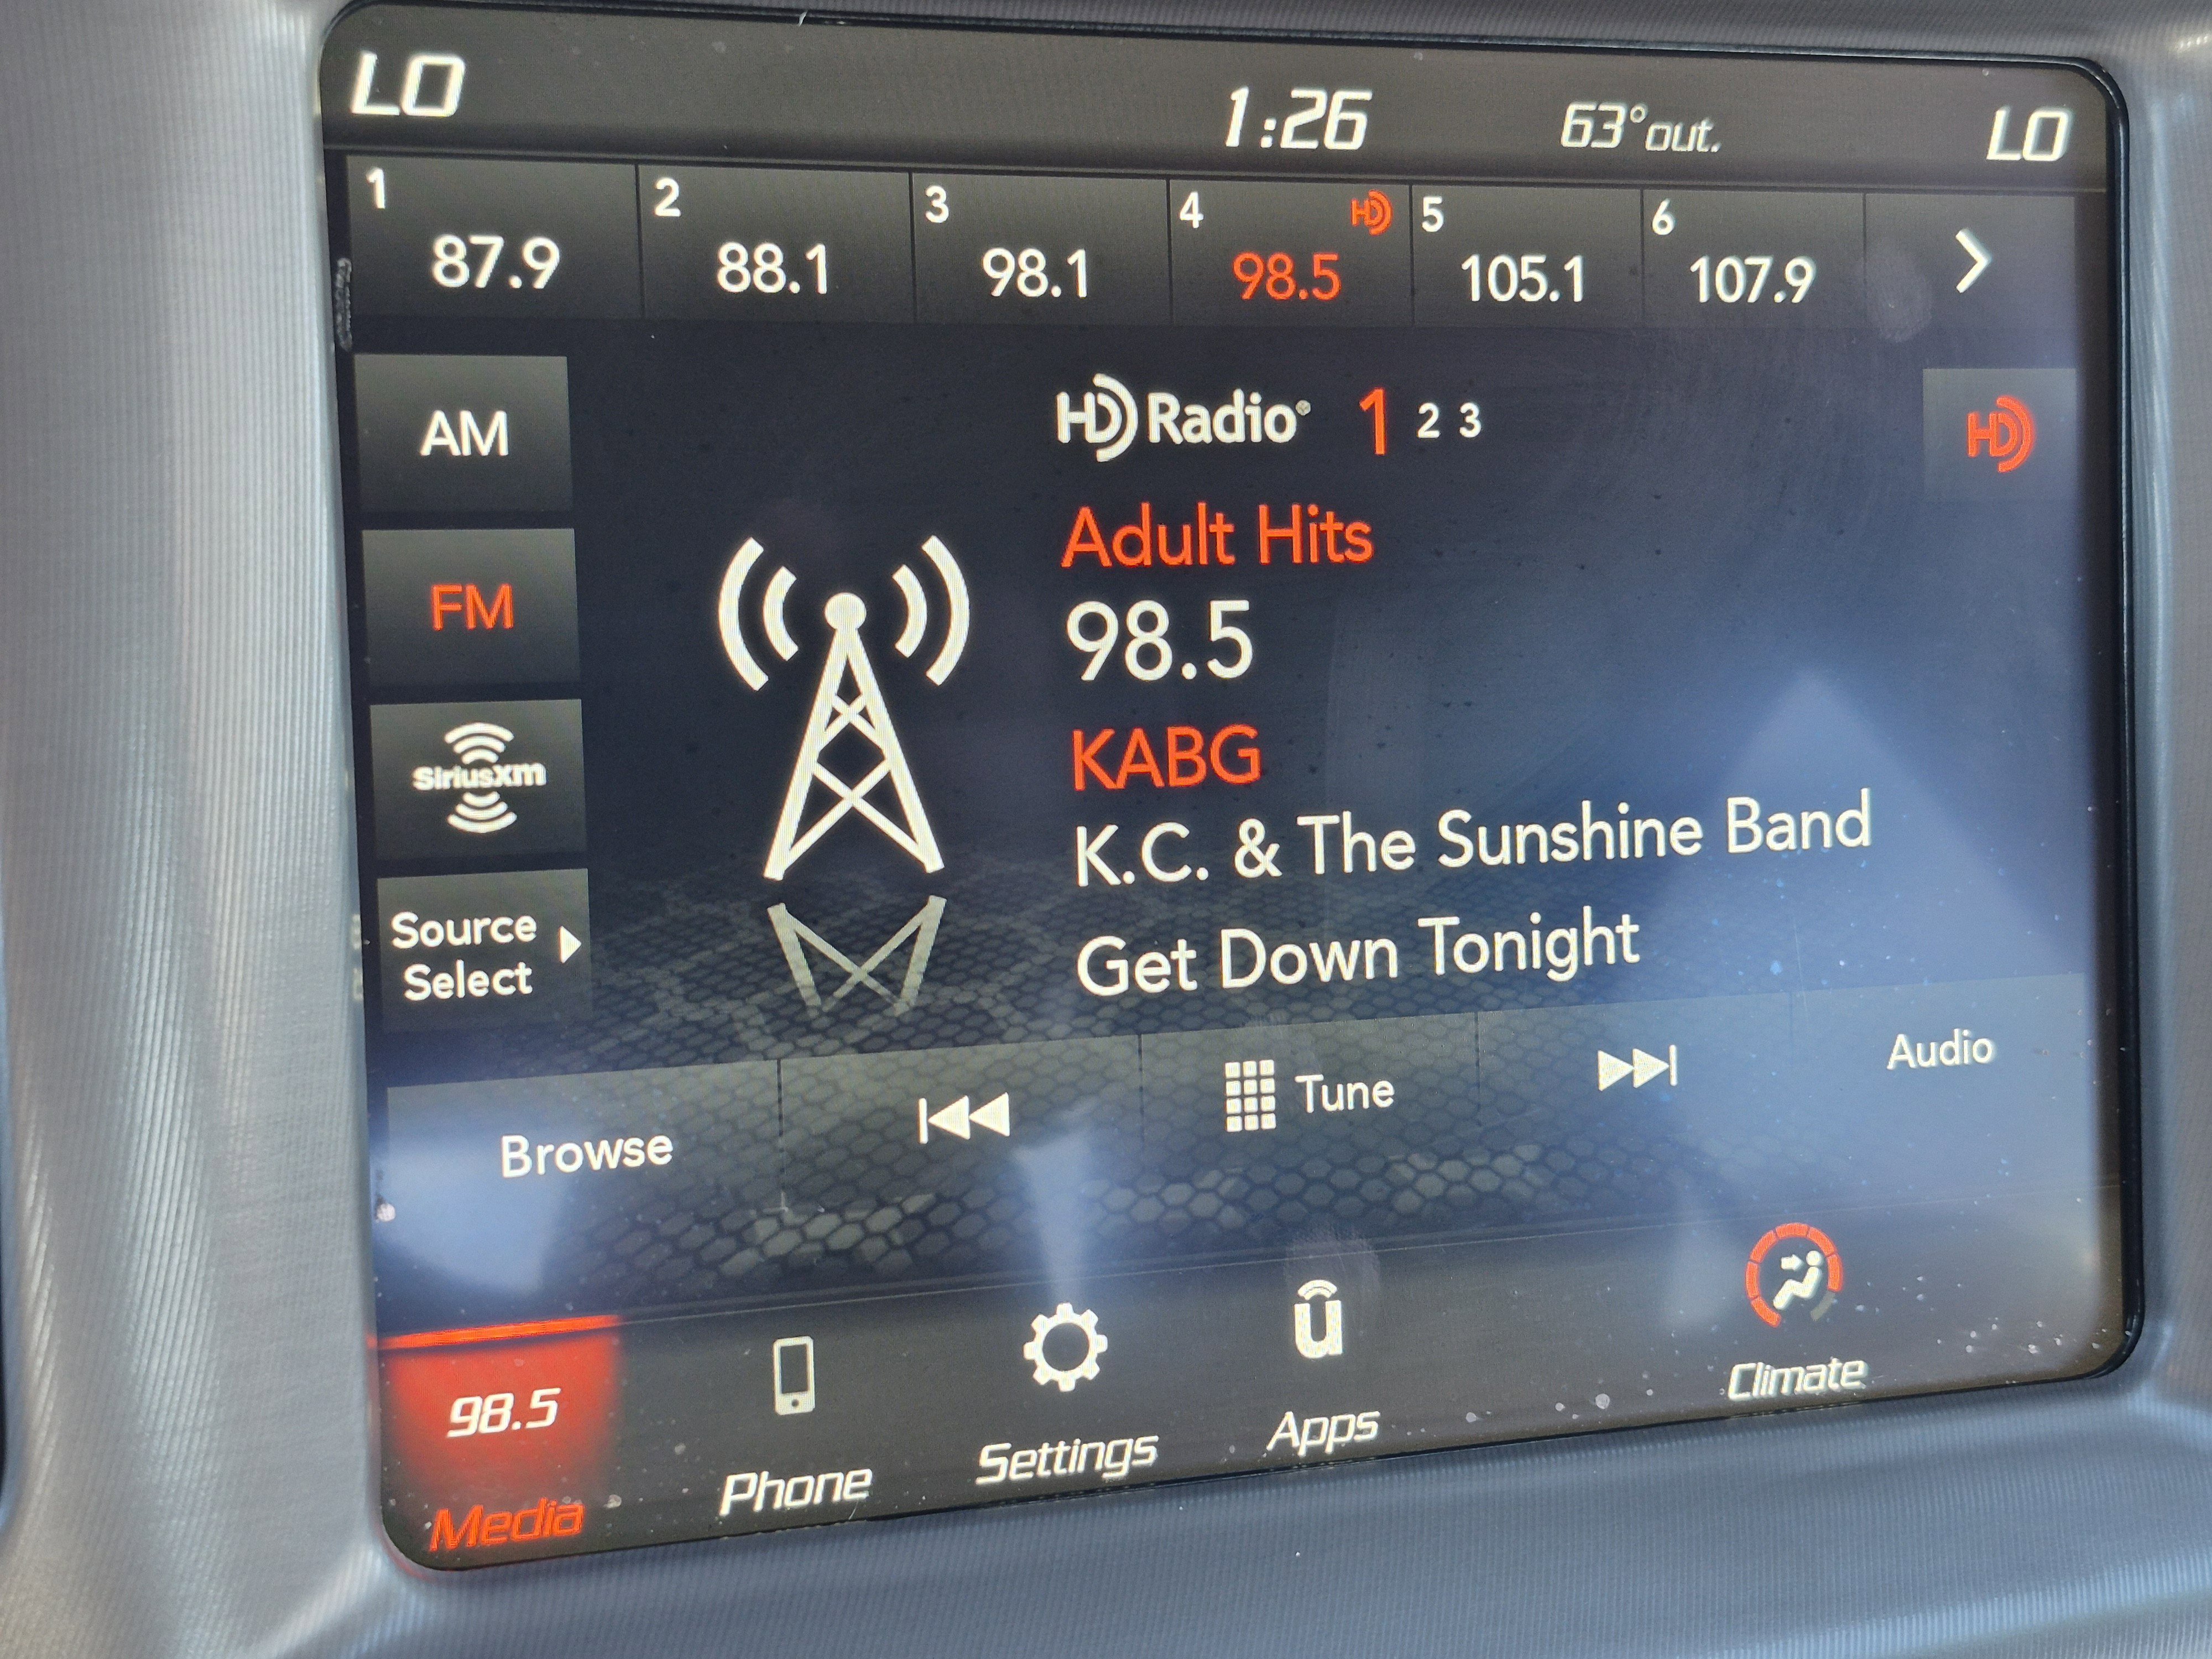 LO 1:26 63°out. LO
1 2 3 4 HD 5 6
87.9 88.1 98.1 98.5 105.1 107.9
AM
FM
SiriusXM
Source
Select
HD Radio® 1 2 3
HD
Adult Hits
98.5
KABG
K.C. & The Sunshine Band
Get Down Tonight
Browse Tune Audio
98.5
Media Phone Settings Apps Climate